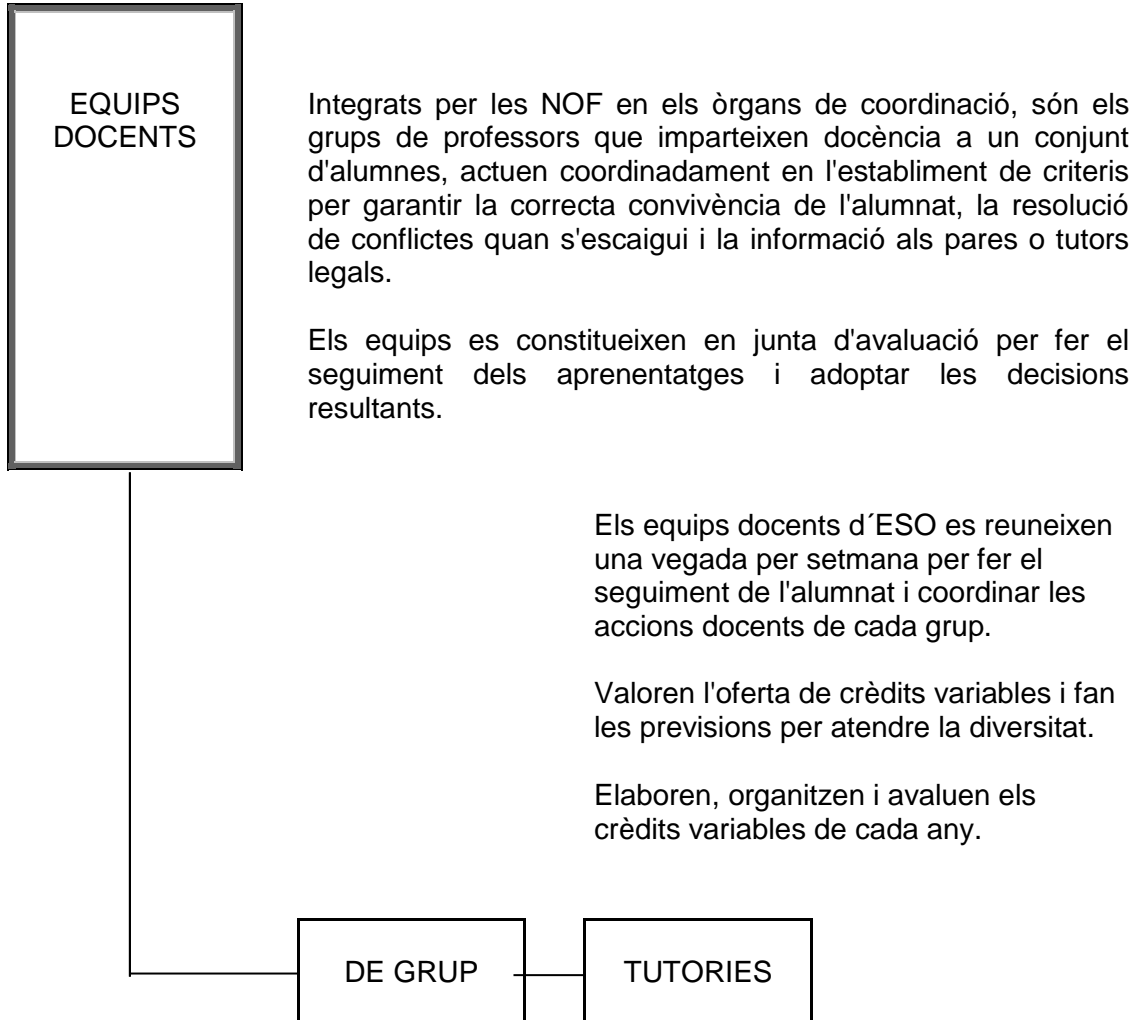 EQUIPS
DOCENTS
Integrats per les NOF en els òrgans de coordinació, són els
grups de professors que imparteixen docència a un conjunt
d'alumnes, actuen coordinadament en l'establiment de criteris
per garantir la correcta convivència de l'alumnat, la resolució
de conflictes quan s'escaigui i la informació als pares o tutors
legals.
Els equips es constitueixen en junta d'avaluació per fer el
seguiment dels aprenentatges i adoptar les decisions
resultants.
Els equips docents d´ESO es reuneixen
una vegada per setmana per fer el
seguiment de l'alumnat i coordinar les
accions docents de cada grup.
Valoren l'oferta de crèdits variables i fan
les previsions per atendre la diversitat.
Elaboren, organitzen i avaluen els
crèdits variables de cada any.
DE GRUP
TUTORIES